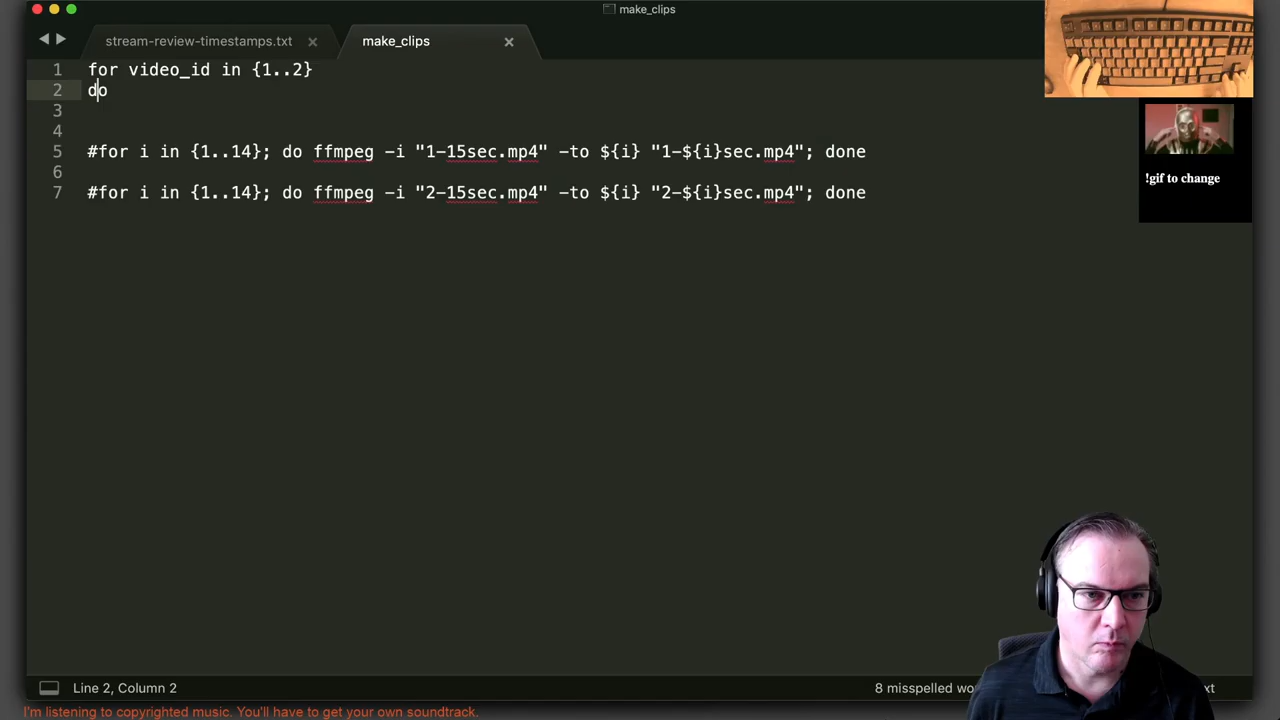 make_clips
stream-review-timestamps.txt
make_clips
1 for video_id in {1..2}
2 do
3
4
5 #for i in {1..14}; do ffmpeg -i "1-15sec.mp4" -to ${i} "1-${i}sec.mp4"; done
6
7 #for i in {1..14}; do ffmpeg -i "2-15sec.mp4" -to ${i} "2-${i}sec.mp4"; done
!gif to change
Line 2, Column 2
8 misspelled
I'm listening to copyrighted music. You'll have to get your own soundtrack.